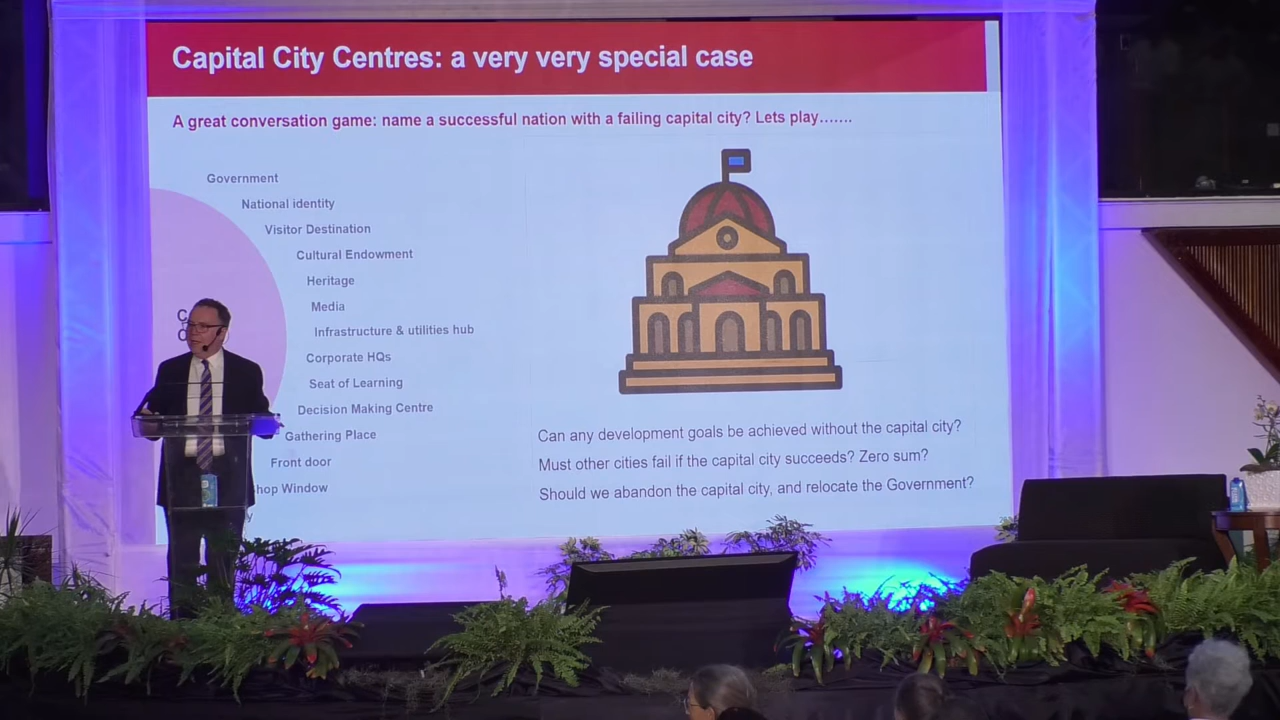 Capital City Centres: a very very special case
A great conversation game: name a successful nation with a failing capital city? Lets play…….
Government
National identity
Visitor Destination
Cultural Endowment
Heritage
Media
Infrastructure & utilities hub
Corporate HQs
Seat of Learning
Decision Making Centre
Gathering Place
Front door
hop Window
Can any development goals be achieved without the capital city?
Must other cities fail if the capital city succeeds? Zero sum?
Should we abandon the capital city, and relocate the Government?